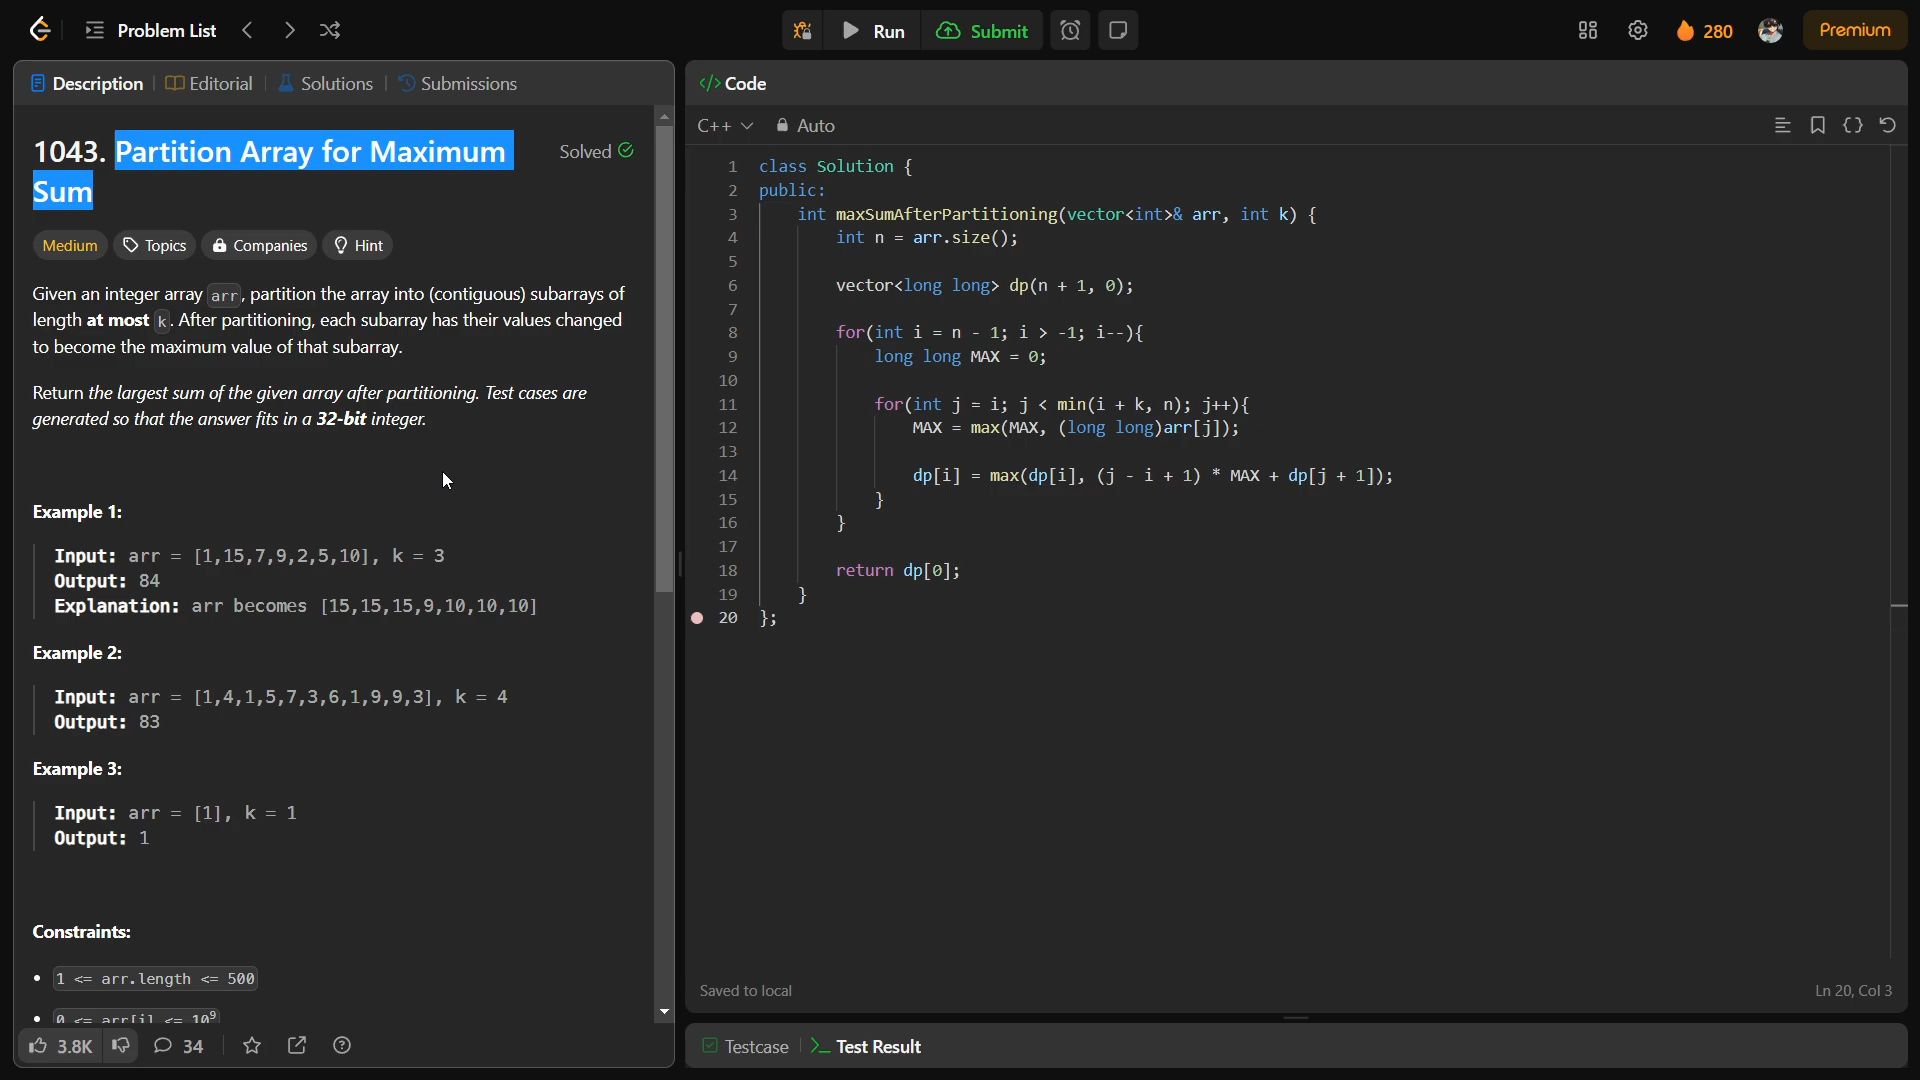 Problem List
Run
Submit
280
Premium
Description
Editorial
Solutions
Submissions
1043. Partition Array for Maximum
Sum
Solved
Medium
Topics
Companies
Hint
Given an integer array arr, partition the array into (contiguous) subarrays of
length at most k. After partitioning, each subarray has their values changed
to become the maximum value of that subarray.
Return the largest sum of the given array after partitioning. Test cases are
generated so that the answer fits in a 32-bit integer.
Example 1:
Input: arr = [1,15,7,9,2,5,10], k = 3
Output: 84
Explanation: arr becomes [15,15,15,9,10,10,10]
Example 2:
Input: arr = [1,4,1,5,7,3,6,1,9,9,3], k = 4
Output: 83
Example 3:
Input: arr = [1], k = 1
Output: 1
Constraints:
• 1 <= arr.length <= 500
• 0 <= arr[i] <= 10⁹
3.8K
34
</> Code
C++
Auto
1 class Solution {
2 public:
3 int maxSumAfterPartitioning(vector<int>& arr, int k) {
4 int n = arr.size();
5
6 vector<long long> dp(n + 1, 0);
7
8 for(int i = n - 1; i > -1; i--){
9 long long MAX = 0;
10
11 for(int j = i; j < min(i + k, n); j++){
12 MAX = max(MAX, (long long)arr[j]);
13
14 dp[i] = max(dp[i], (j - i + 1) * MAX + dp[j + 1]);
15 }
16 }
17
18 return dp[0];
19 }
20 };
Saved to local
Ln 20, Col 3
Testcase
Test Result